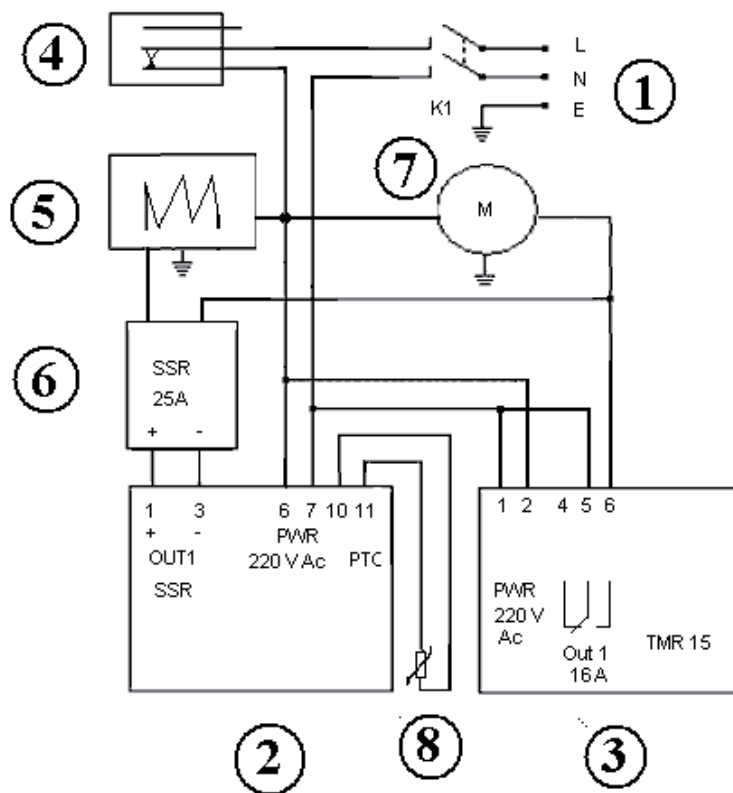 4
L
N
K1
E
1
7
M
5
6
SSR
25A
+ -
1 3 6 7 10 11
+ -
PWR
OUT1
220 V Ac
PTC
SSR
1 2 4 5 6
PWR
220 V
Ac
Out 1
16A
TMR 15
2
8
3